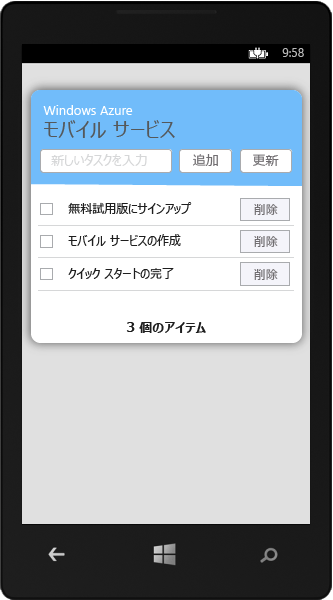 9:58
Windows Azure
モバイル サービス
新しいタスクを入力 追加 更新
無料試用版にサインアップ 削除
モバイル サービスの作成 削除
クイック スタートの完了 削除
3 個のアイテム